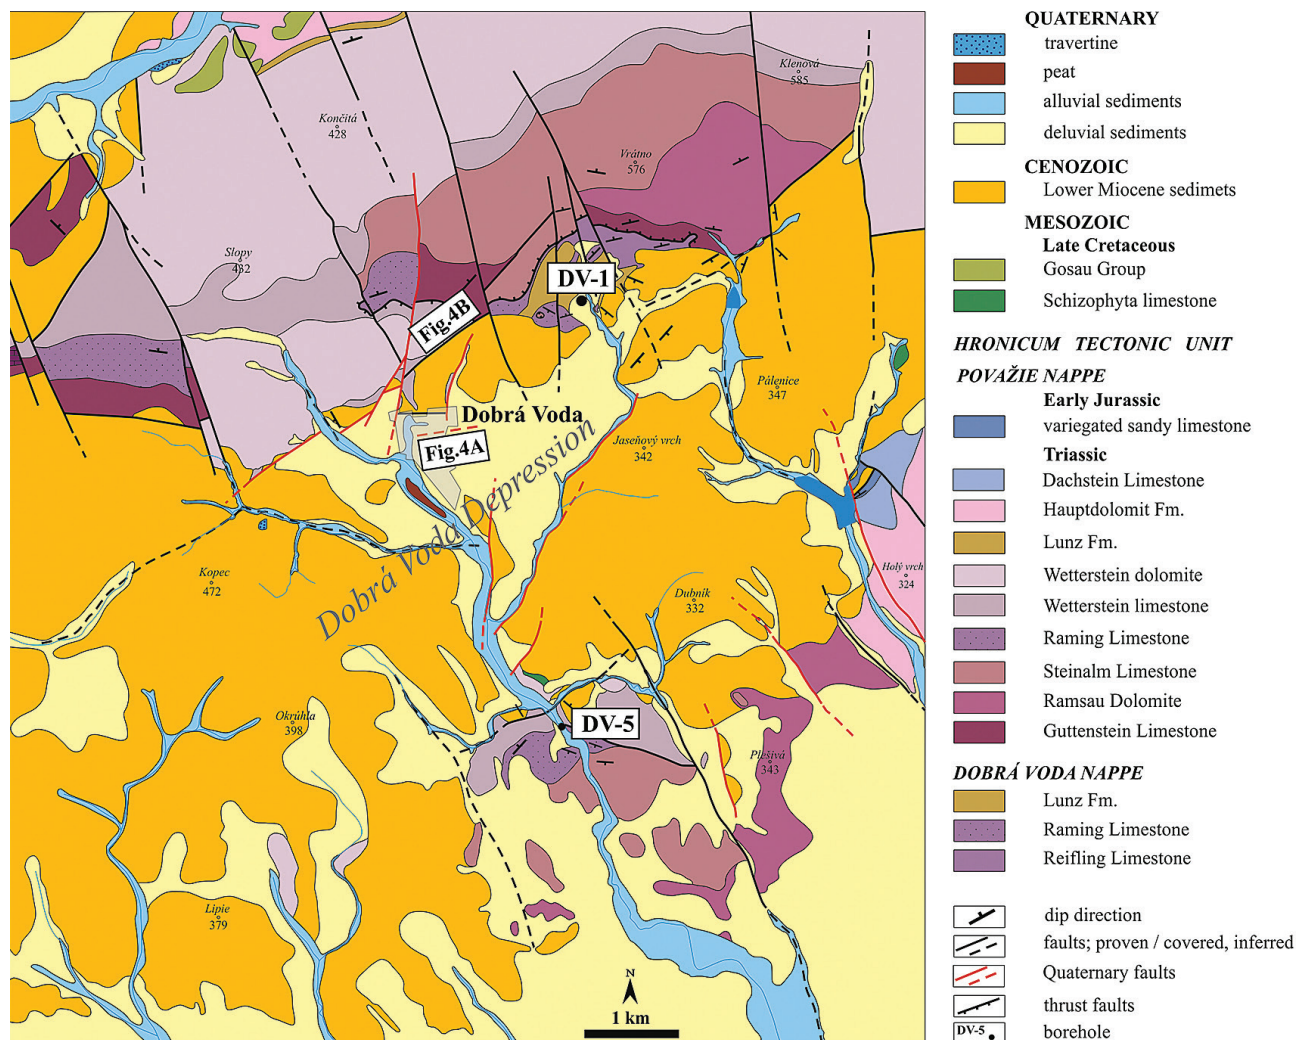 Klenová
585
Končitá
428
Vrátno
576
Slopy
432
DV-1
Fig.4B
Pálenice
347
Dobrá Voda
Jaseňový vrch
342
Fig.4A
Dobrá Voda Depression
Kopec
472
Holý vrch
324
Dubník
332
Okrúhla
398
DV-5
Plešivá
343
Lipie
379
N
1 km
QUATERNARY
travertine
peat
alluvial sediments
deluvial sediments
CENOZOIC
Lower Miocene sedimets
MESOZOIC
Late Cretaceous
Gosau Group
Schizophyta limestone
HRONICUM TECTONIC UNIT
POVAŽIE NAPPE
Early Jurassic
variegated sandy limestone
Triassic
Dachstein Limestone
Hauptdolomit Fm.
Lunz Fm.
Wetterstein dolomite
Wetterstein limestone
Raming Limestone
Steinalm Limestone
Ramsau Dolomite
Guttenstein Limestone
DOBRÁ VODA NAPPE
Lunz Fm.
Raming Limestone
Reifling Limestone
dip direction
faults; proven / covered, inferred
Quaternary faults
thrust faults
DV-5 borehole